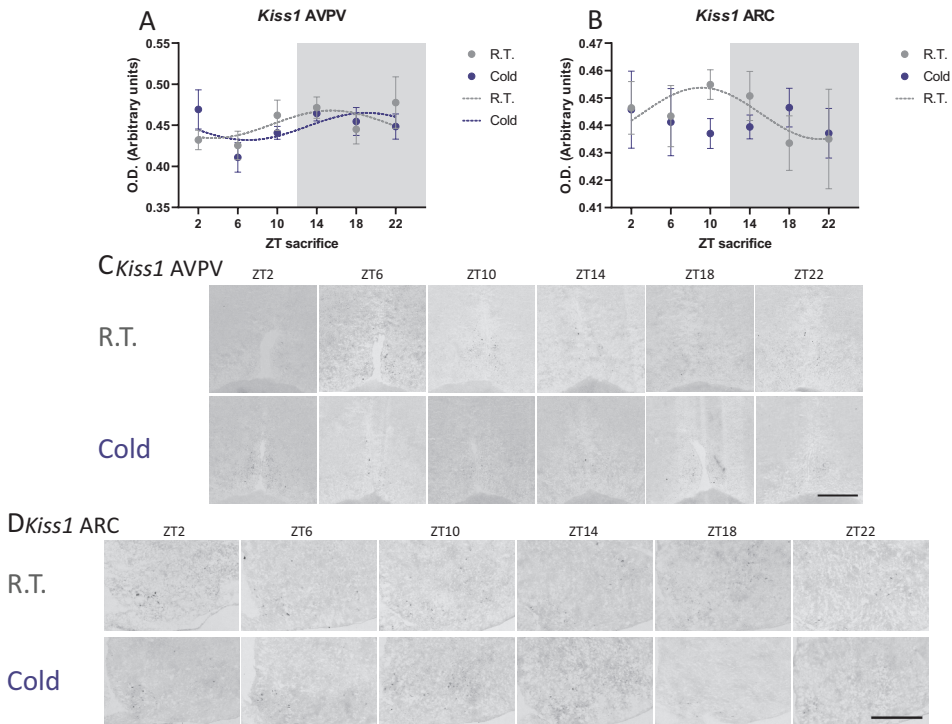 A
Kiss1 AVPV
O.D. (Arbitrary units)
0.55
0.50
0.45
0.40
0.35
2 6 10 14 18 22
ZT sacrifice
R.T.
Cold
R.T.
Cold
B
Kiss1 ARC
O.D. (Arbitrary units)
0.47
0.46
0.45
0.44
0.43
0.42
0.41
2 6 10 14 18 22
ZT sacrifice
R.T.
Cold
R.T.
C Kiss1 AVPV
ZT2 ZT6 ZT10 ZT14 ZT18 ZT22
R.T.
Cold
D Kiss1 ARC
ZT2 ZT6 ZT10 ZT14 ZT18 ZT22
R.T.
Cold